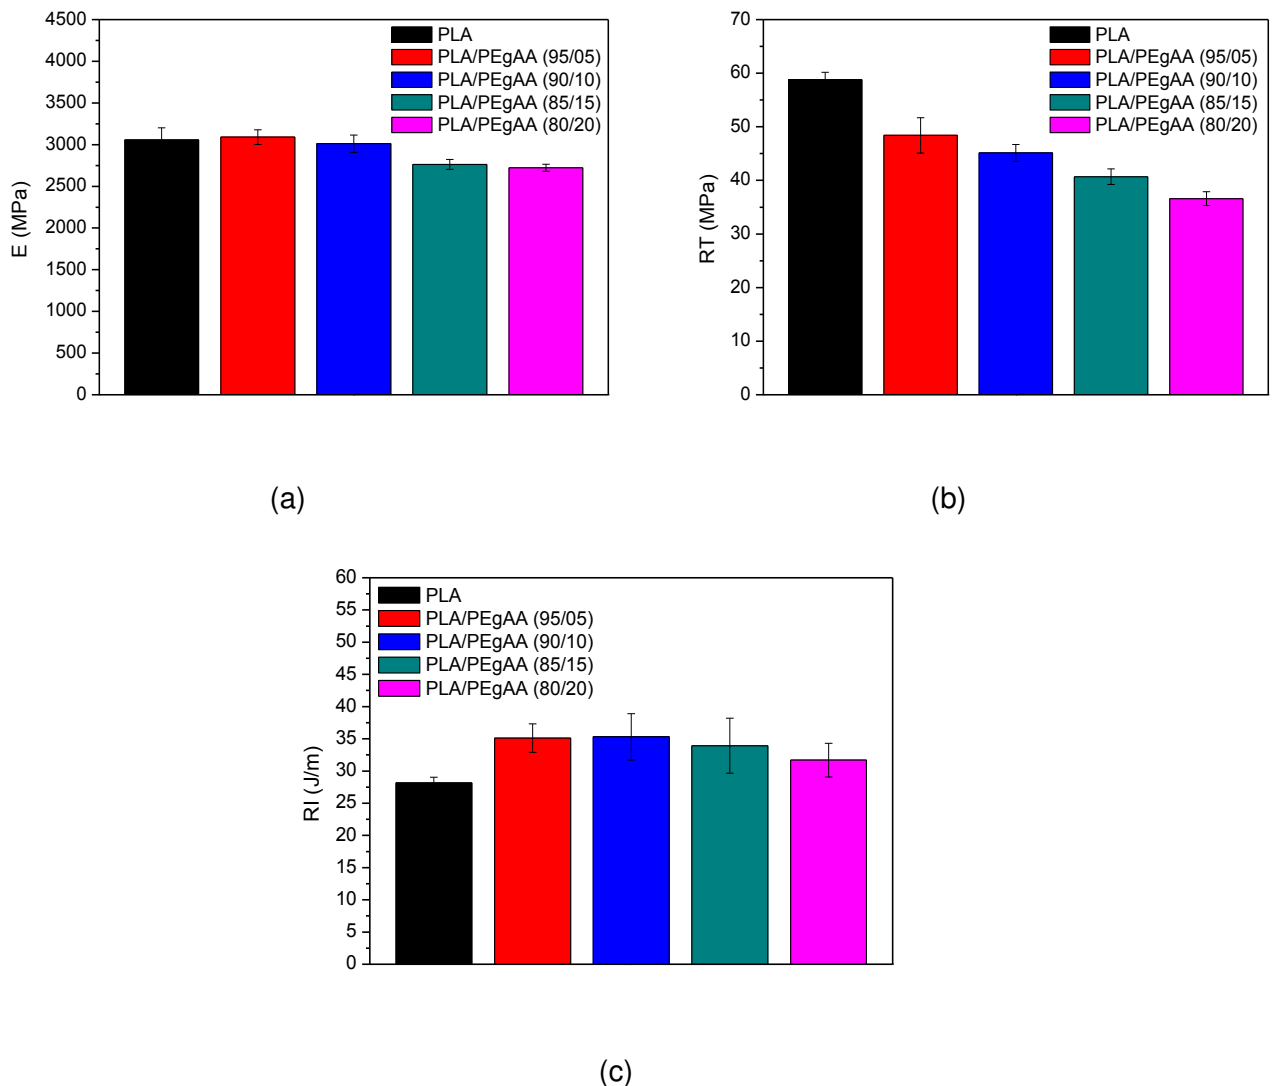 4500
4000
3500
3000
2500
2000
1500
1000
500
0
E (MPa)
PLA
PLA/PEgAA (95/05)
PLA/PEgAA (90/10)
PLA/PEgAA (85/15)
PLA/PEgAA (80/20)
(a)
70
60
50
40
30
20
10
0
RT (MPa)
PLA
PLA/PEgAA (95/05)
PLA/PEgAA (90/10)
PLA/PEgAA (85/15)
PLA/PEgAA (80/20)
(b)
60
55
50
45
40
35
30
25
20
15
10
5
0
RI (J/m)
PLA
PLA/PEgAA (95/05)
PLA/PEgAA (90/10)
PLA/PEgAA (85/15)
PLA/PEgAA (80/20)
(c)